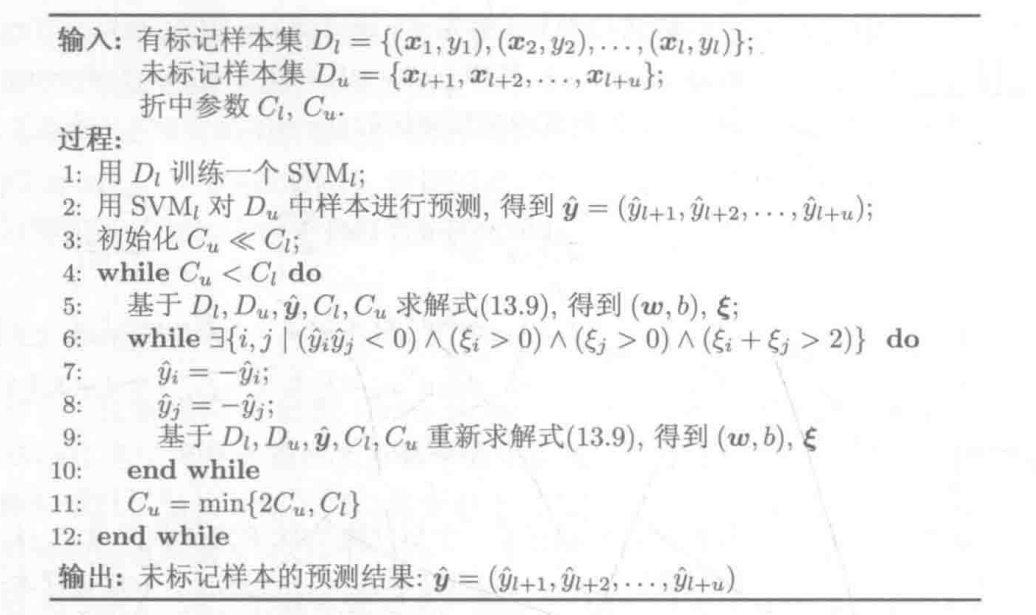 输入: 有标记样本集 $D_l = \{(\boldsymbol{x}_1, y_1), (\boldsymbol{x}_2, y_2), \ldots, (\boldsymbol{x}_l, y_l)\}$;
未标记样本集 $D_u = \{\boldsymbol{x}_{l+1}, \boldsymbol{x}_{l+2}, \ldots, \boldsymbol{x}_{l+u}\}$;
折中参数 $C_l$, $C_u$.
过程:
1: 用 $D_l$ 训练一个 SVM$_l$;
2: 用 SVM$_l$ 对 $D_u$ 中样本进行预测, 得到 $\hat{\boldsymbol{y}} = (\hat{y}_{l+1}, \hat{y}_{l+2}, \ldots, \hat{y}_{l+u})$;
3: 初始化 $C_u \ll C_l$;
4: while $C_u < C_l$ do
5: 基于 $D_l, D_u, \hat{\boldsymbol{y}}, C_l, C_u$ 求解式(13.9), 得到 $(\boldsymbol{w}, b)$, $\boldsymbol{\xi}$;
6: while $\exists\{i, j \mid (\hat{y}_i\hat{y}_j < 0) \wedge (\xi_i > 0) \wedge (\xi_j > 0) \wedge (\xi_i + \xi_j > 2)\}$ do
7: $\hat{y}_i = -\hat{y}_i$;
8: $\hat{y}_j = -\hat{y}_j$;
9: 基于 $D_l, D_u, \hat{\boldsymbol{y}}, C_l, C_u$ 重新求解式(13.9), 得到 $(\boldsymbol{w}, b)$, $\boldsymbol{\xi}$
10: end while
11: $C_u = \min\{2C_u, C_l\}$
12: end while
输出: 未标记样本的预测结果: $\hat{\boldsymbol{y}} = (\hat{y}_{l+1}, \hat{y}_{l+2}, \ldots, \hat{y}_{l+u})$